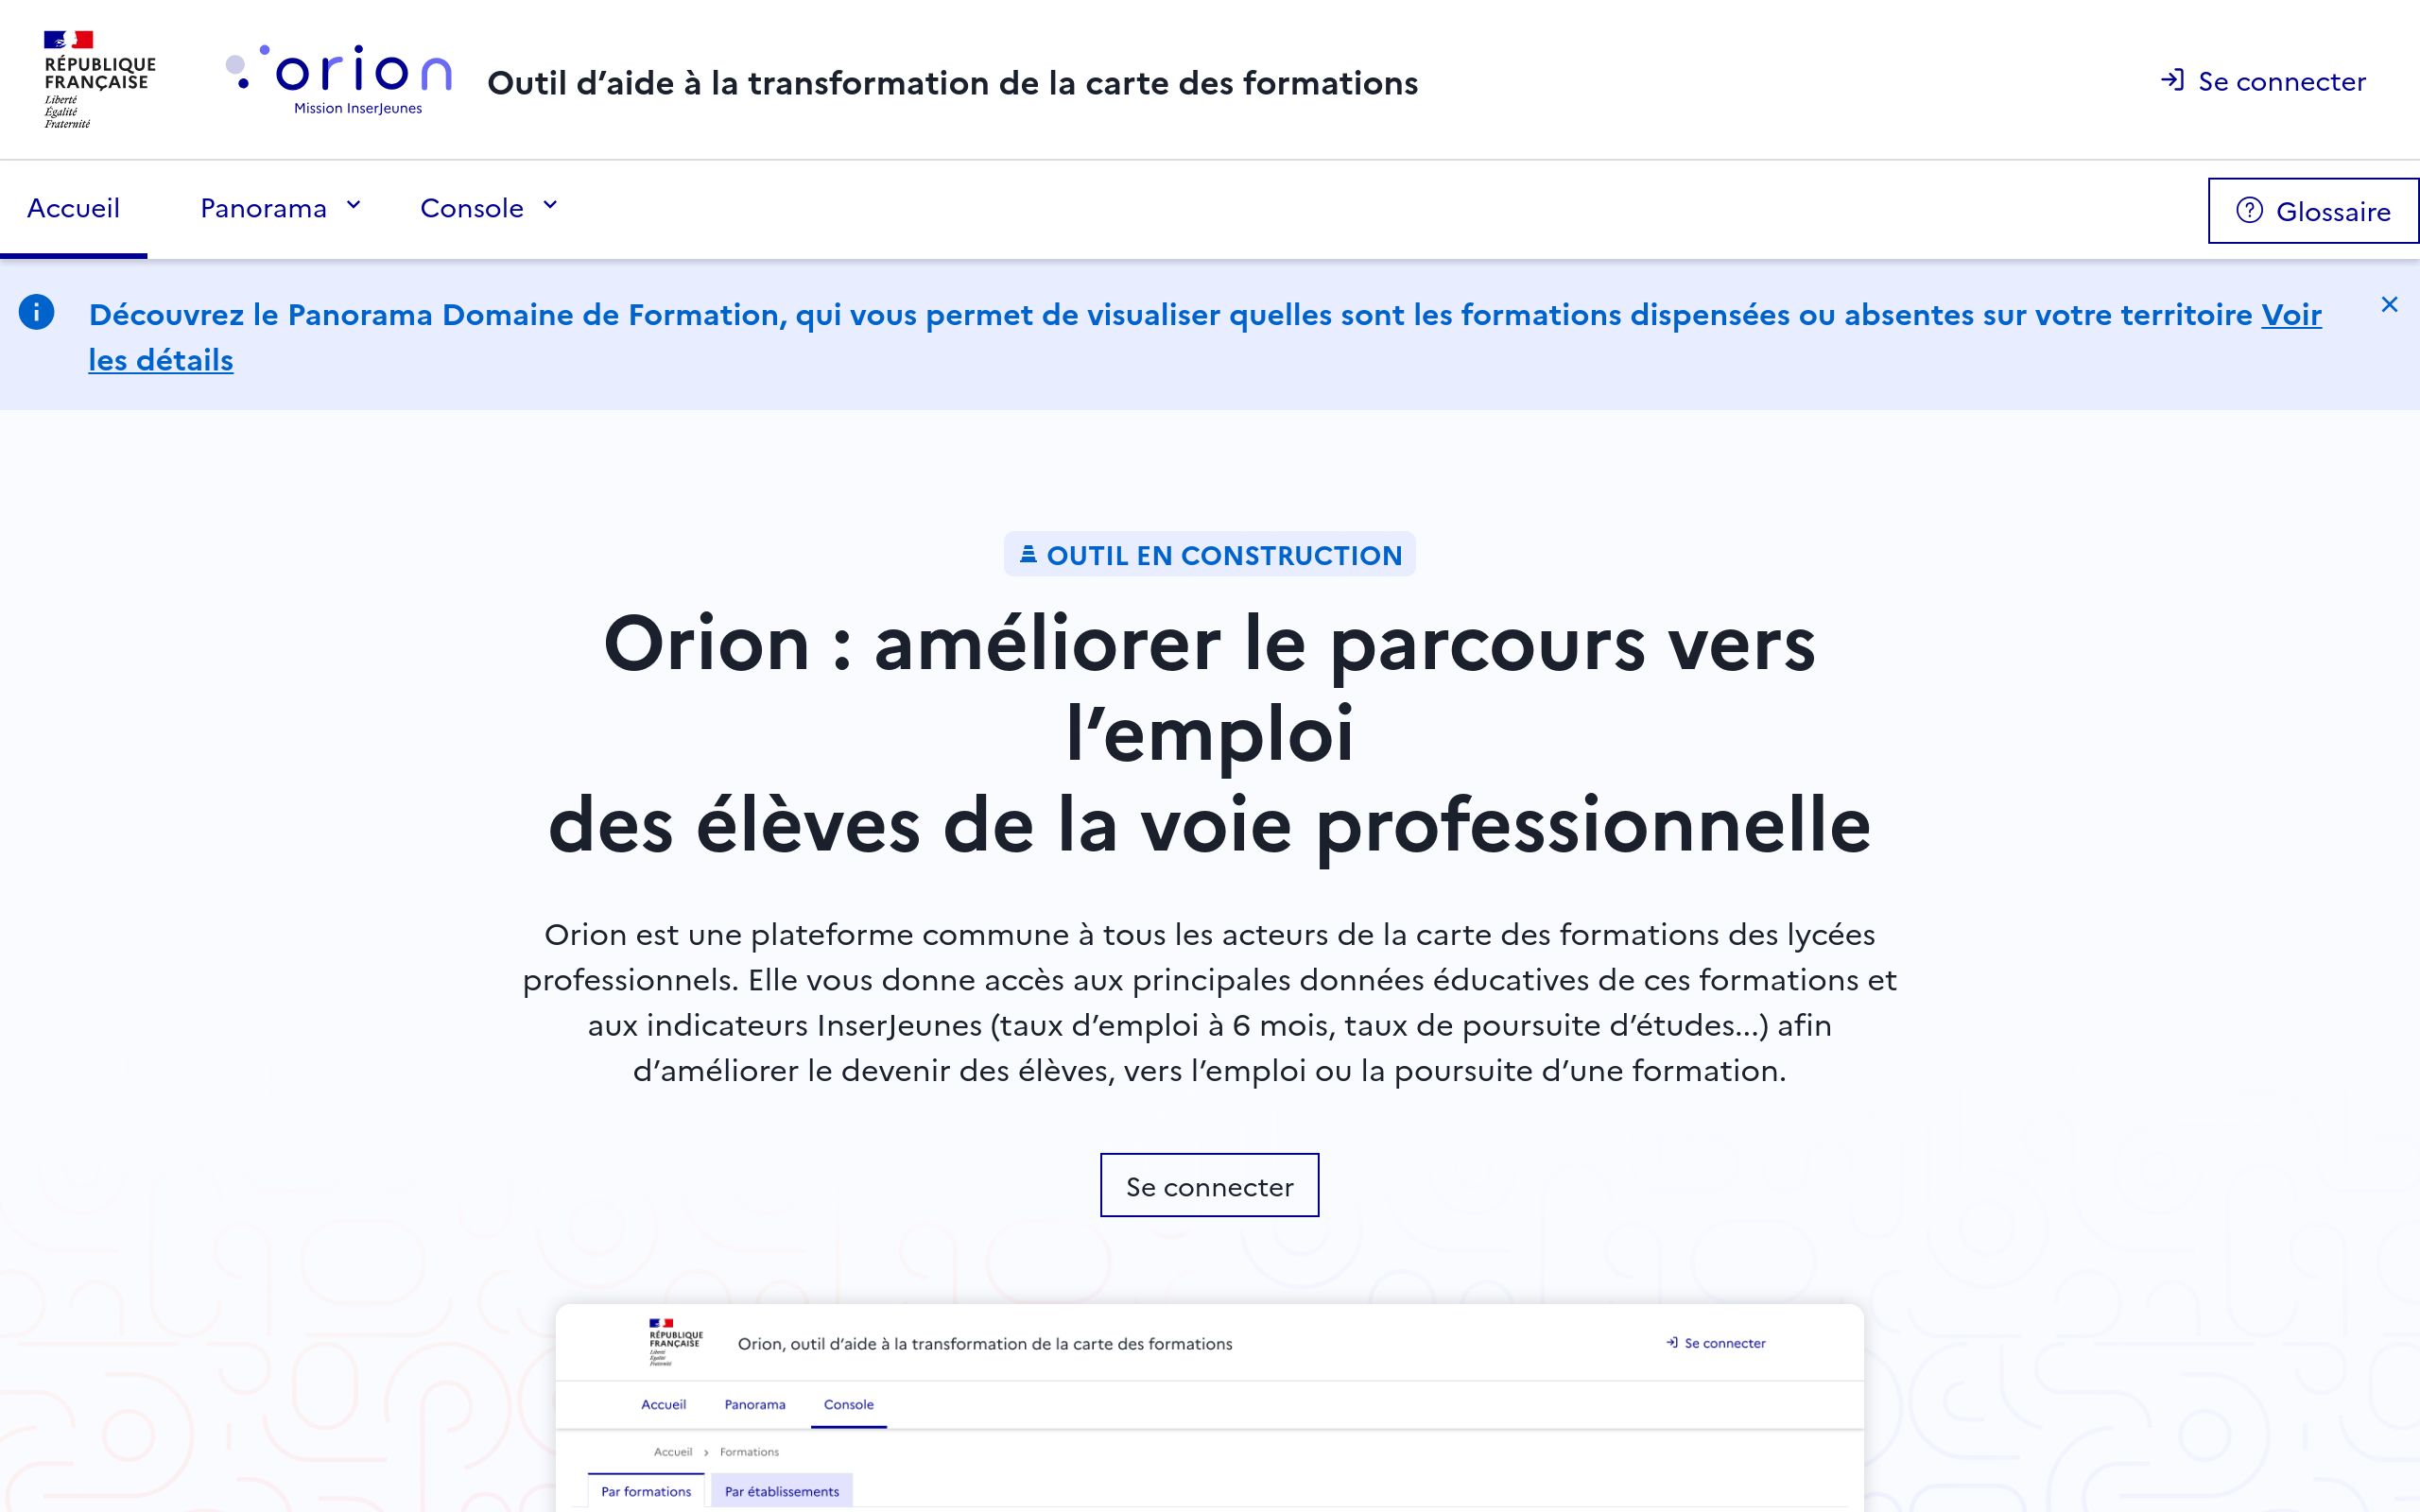 RÉPUBLIQUE
FRANÇAISE
Liberté
Égalité
Fraternité
orion
Mission InserJeunes
Outil d’aide à la transformation de la carte des formations
Se connecter
Accueil
Panorama
Console
Glossaire
Découvrez le Panorama Domaine de Formation, qui vous permet de visualiser quelles sont les formations dispensées ou absentes sur votre territoire Voir
les détails
OUTIL EN CONSTRUCTION
Orion : améliorer le parcours vers
l’emploi
des élèves de la voie professionnelle
Orion est une plateforme commune à tous les acteurs de la carte des formations des lycées
professionnels. Elle vous donne accès aux principales données éducatives de ces formations et
aux indicateurs InserJeunes (taux d’emploi à 6 mois, taux de poursuite d’études...) afin
d’améliorer le devenir des élèves, vers l’emploi ou la poursuite d’une formation.
Se connecter
RÉPUBLIQUE
FRANÇAISE
Liberté
Égalité
Fraternité
Orion, outil d’aide à la transformation de la carte des formations
Se connecter
Accueil
Panorama
Console
Accueil > Formations
Par formations
Par établissements